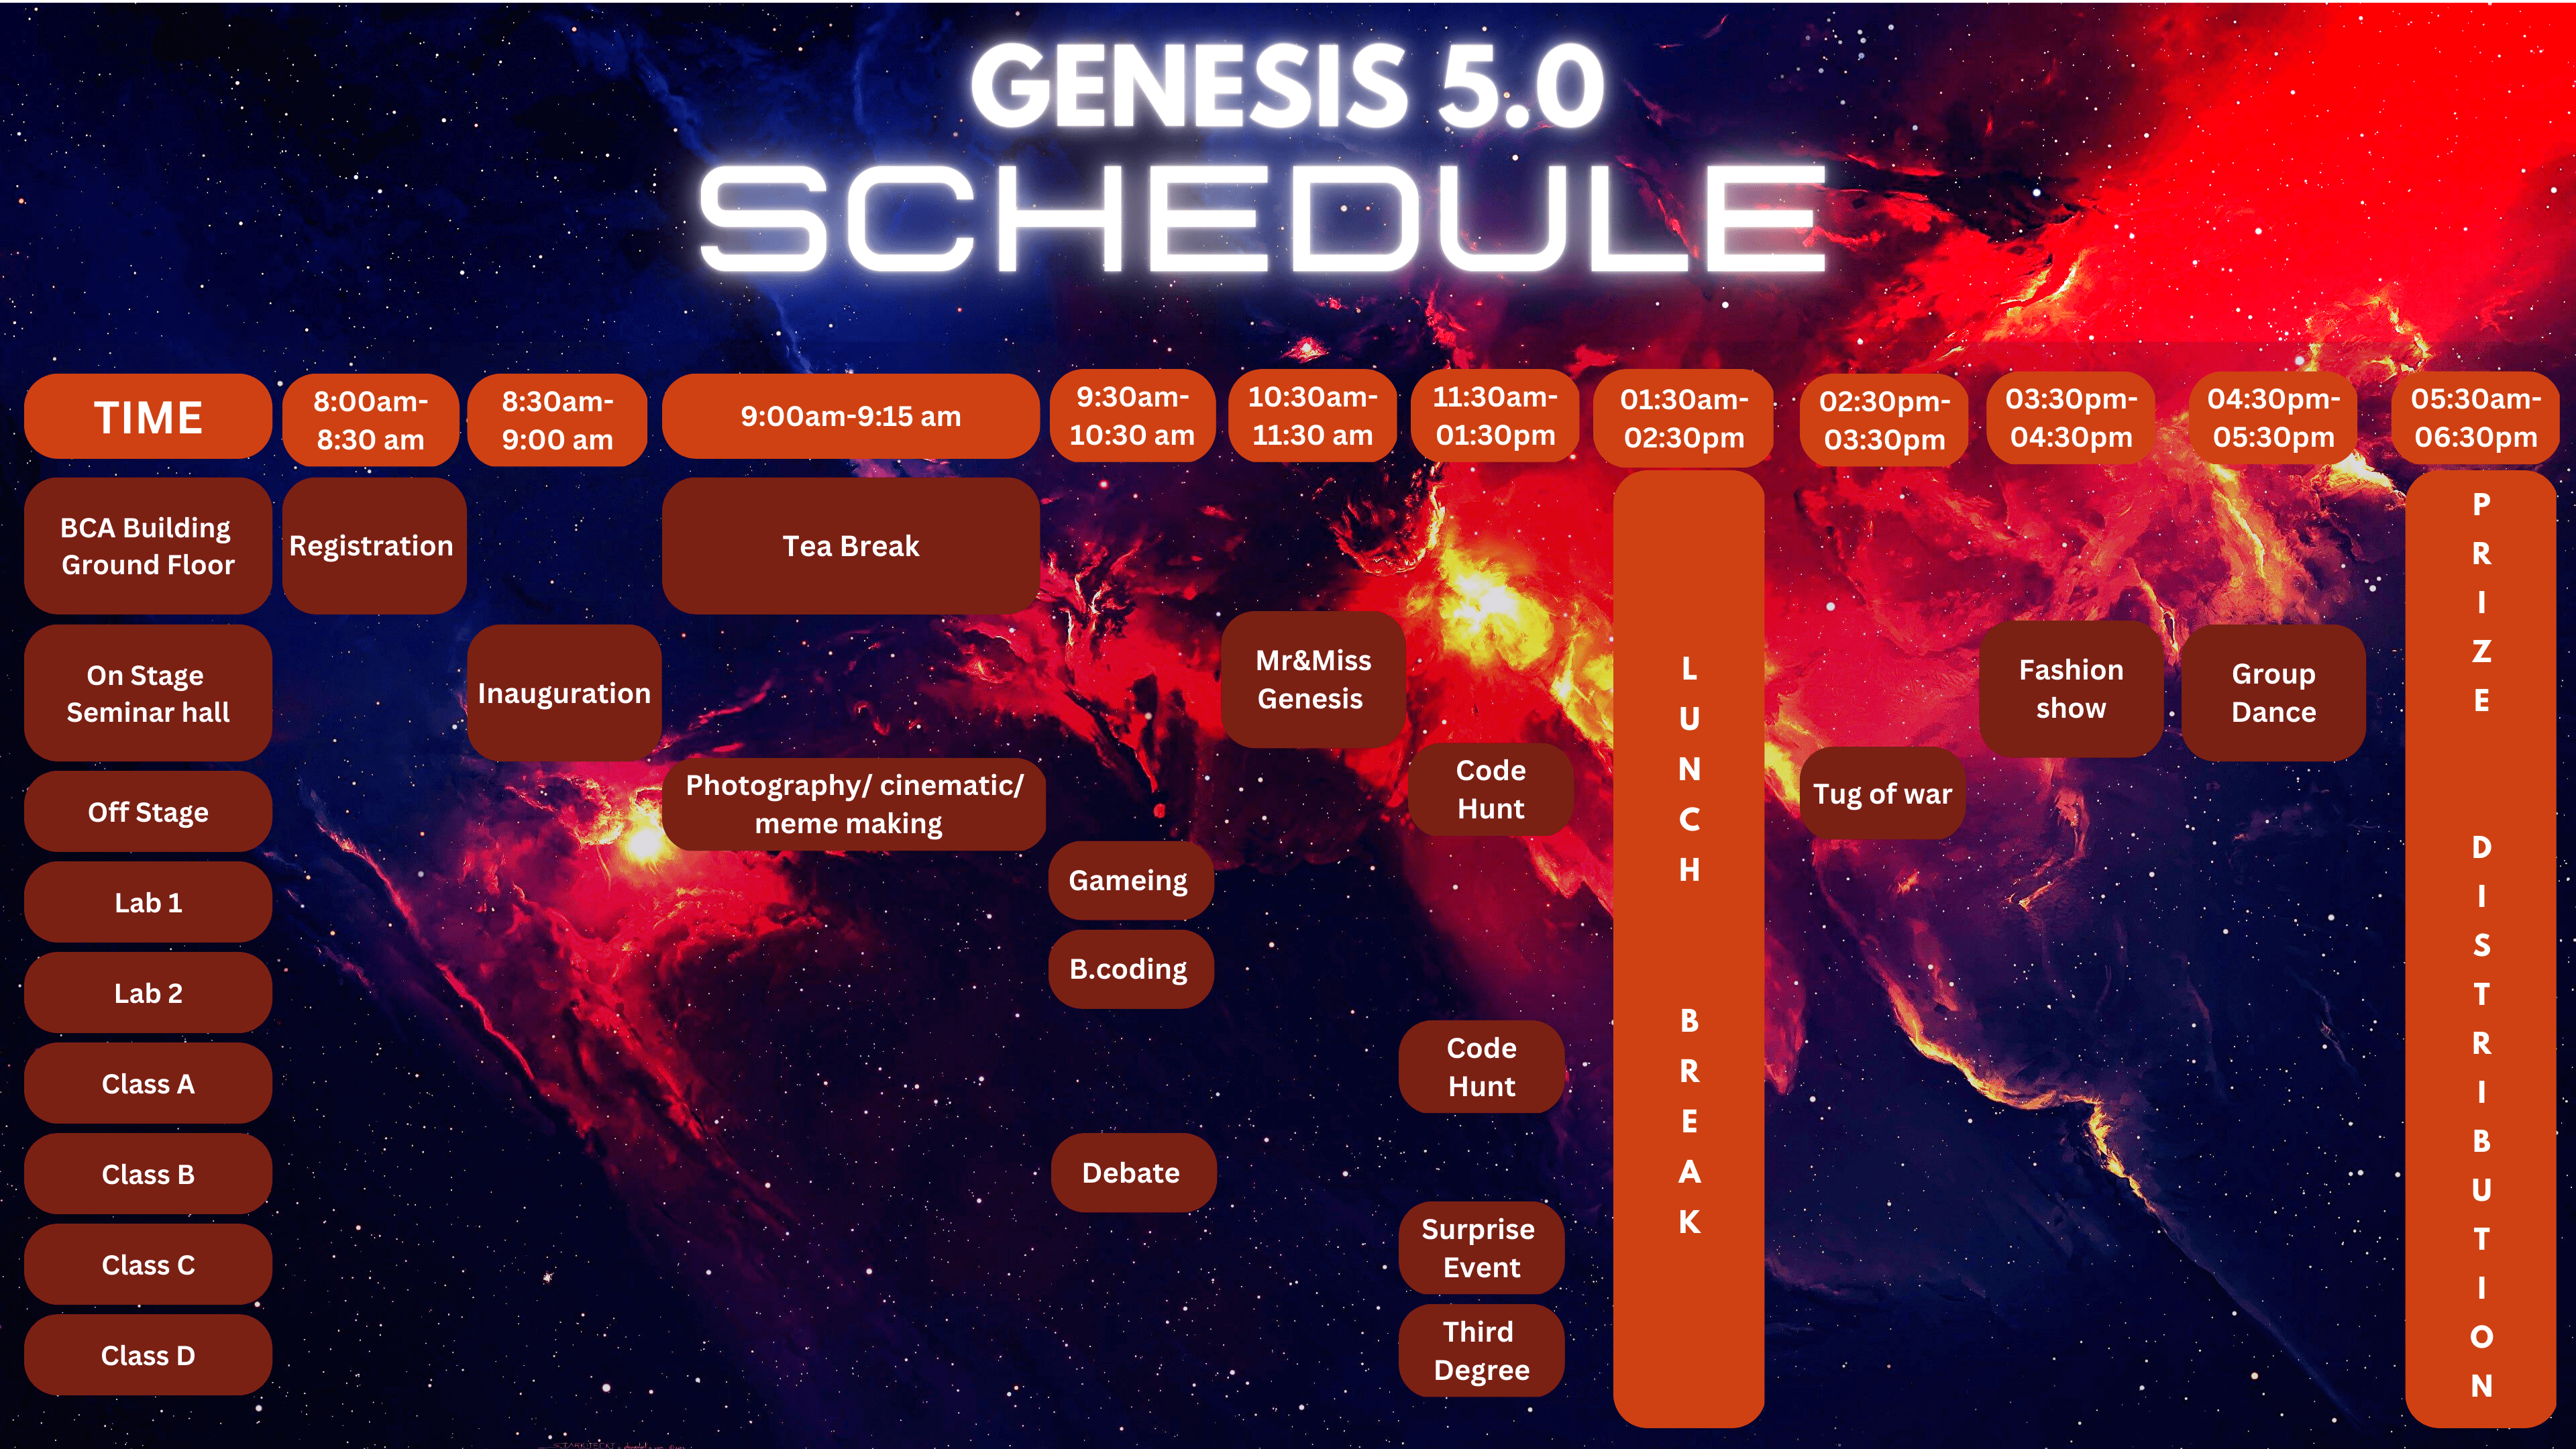 GENESIS 5.0
SCHEDULE
TIME
8:00am-
8:30 am
8:30am-
9:00 am
9:00am-9:15 am
9:30am-
10:30 am
10:30am-
11:30 am
11:30am-
01:30pm
01:30am-
02:30pm
02:30pm-
03:30pm
03:30pm-
04:30pm
04:30pm-
05:30pm
05:30am-
06:30pm
BCA Building
Ground Floor
Registration
Tea Break
On Stage
Seminar hall
Inauguration
Mr&Miss
Genesis
Fashion
show
Group
Dance
Off Stage
Photography/ cinematic/
meme making
Code
Hunt
Tug of war
Lab 1
Gameing
Lab 2
B.coding
Class A
Code
Hunt
Class B
Debate
Class C
Surprise
Event
Class D
Third
Degree
LUNCH BREAK
PRIZE DISTRIBUTION